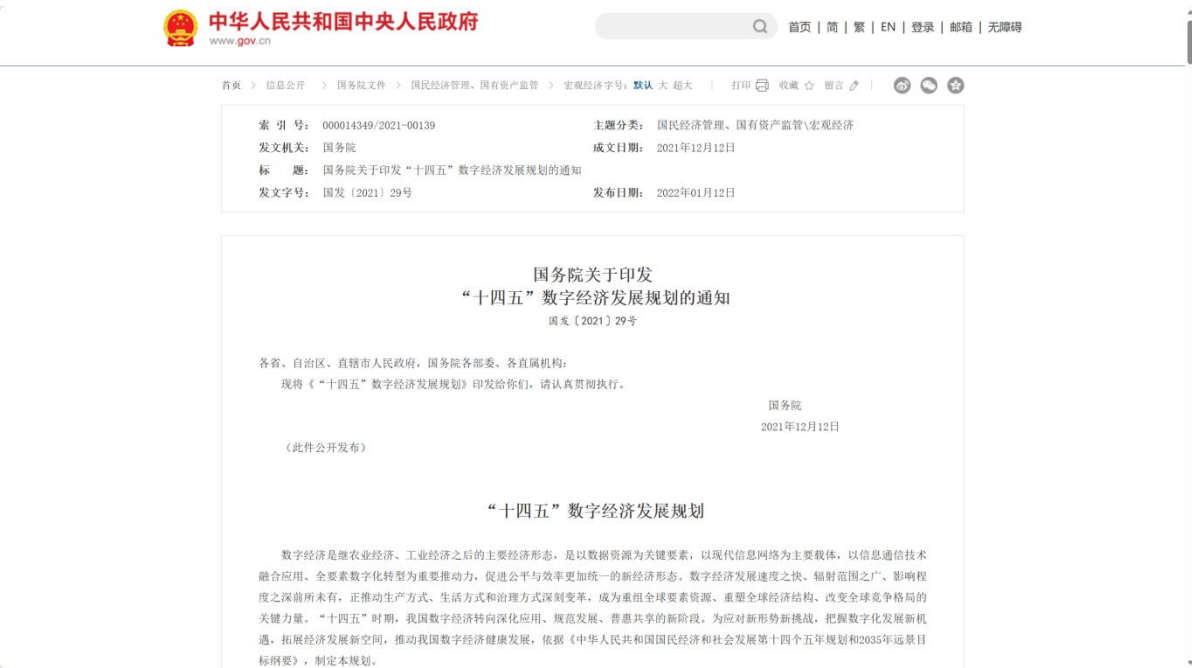 中华人民共和国中央人民政府
www.gov.cn
首页 | 简 | 繁 | EN | 登录 | 邮箱 | 无障碍
首页 > 信息公开 > 国务院文件 > 国民经济管理、国有资产监管 > 宏观经济字号：默认 大 超大 | 打印 收藏 ☆ 留言 |
索 引 号： 000014349/2021-00139 主题分类： 国民经济管理、国有资产监管\宏观经济
发文机关： 国务院 成文日期： 2021年12月12日
标 题： 国务院关于印发“十四五”数字经济发展规划的通知
发文字号： 国发〔2021〕29号 发布日期： 2022年01月12日
国务院关于印发
“十四五”数字经济发展规划的通知
国发〔2021〕29号
各省、自治区、直辖市人民政府，国务院各部委、各直属机构：
现将《“十四五”数字经济发展规划》印发给你们，请认真贯彻执行。
国务院
2021年12月12日
（此件公开发布）
“十四五”数字经济发展规划
数字经济是继农业经济、工业经济之后的主要经济形态，是以数据资源为关键要素，以现代信息网络为主要载体，以信息通信技术
融合应用、全要素数字化转型为重要推动力，促进公平与效率更加统一的新经济形态。数字经济发展速度之快、辐射范围之广、影响程
度之深前所未有，正推动生产方式、生活方式和治理方式深刻变革，成为重组全球要素资源、重塑全球经济结构、改变全球竞争格局的
关键力量。“十四五”时期，我国数字经济转向深化应用、规范发展、普惠共享的新阶段。为应对新形势新挑战，把握数字化发展新机
遇，拓展经济发展新空间，推动我国数字经济健康发展，依据《中华人民共和国国民经济和社会发展第十四个五年规划和2035年远景目
标纲要》，制定本规划。